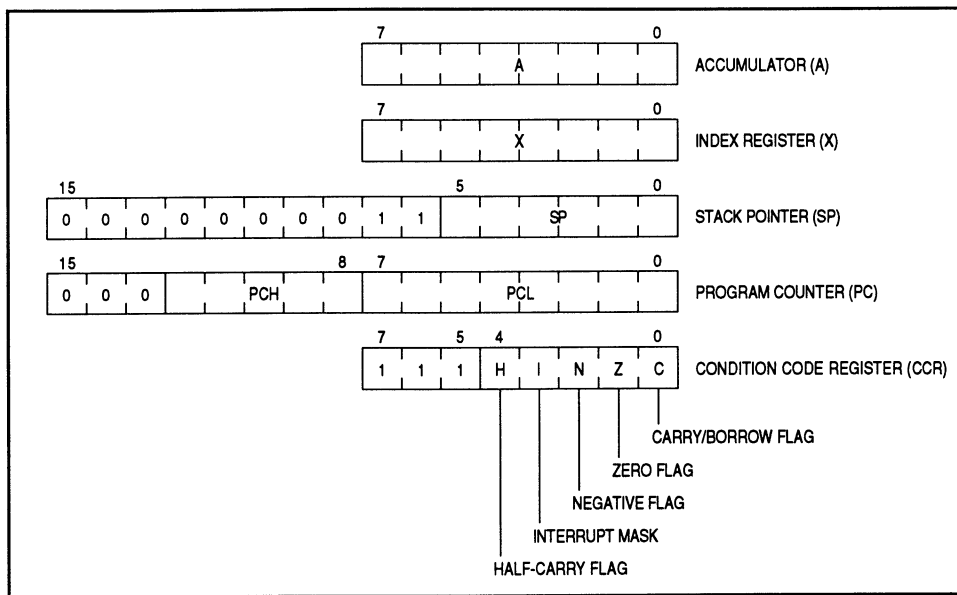 7 0
A ACCUMULATOR (A)
7 0
X INDEX REGISTER (X)
15 5 0
0 0 0 0 0 0 0 0 1 1 SP STACK POINTER (SP)
15 8 7 0
0 0 0 PCH PCL PROGRAM COUNTER (PC)
7 5 4 0
1 1 1 H I N Z C CONDITION CODE REGISTER (CCR)
CARRY/BORROW FLAG
ZERO FLAG
NEGATIVE FLAG
INTERRUPT MASK
HALF-CARRY FLAG